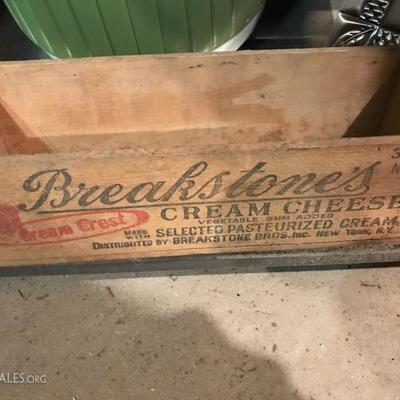 Breakstone's
Cream Crest
CREAM CHEESE
VEGETABLE GUM ADDED
MADE WITH SELECTED PASTEURIZED CREAM
DISTRIBUTED BY BREAKSTONE BROS. INC. NEW YORK, N.Y.
3
ALES.ORG